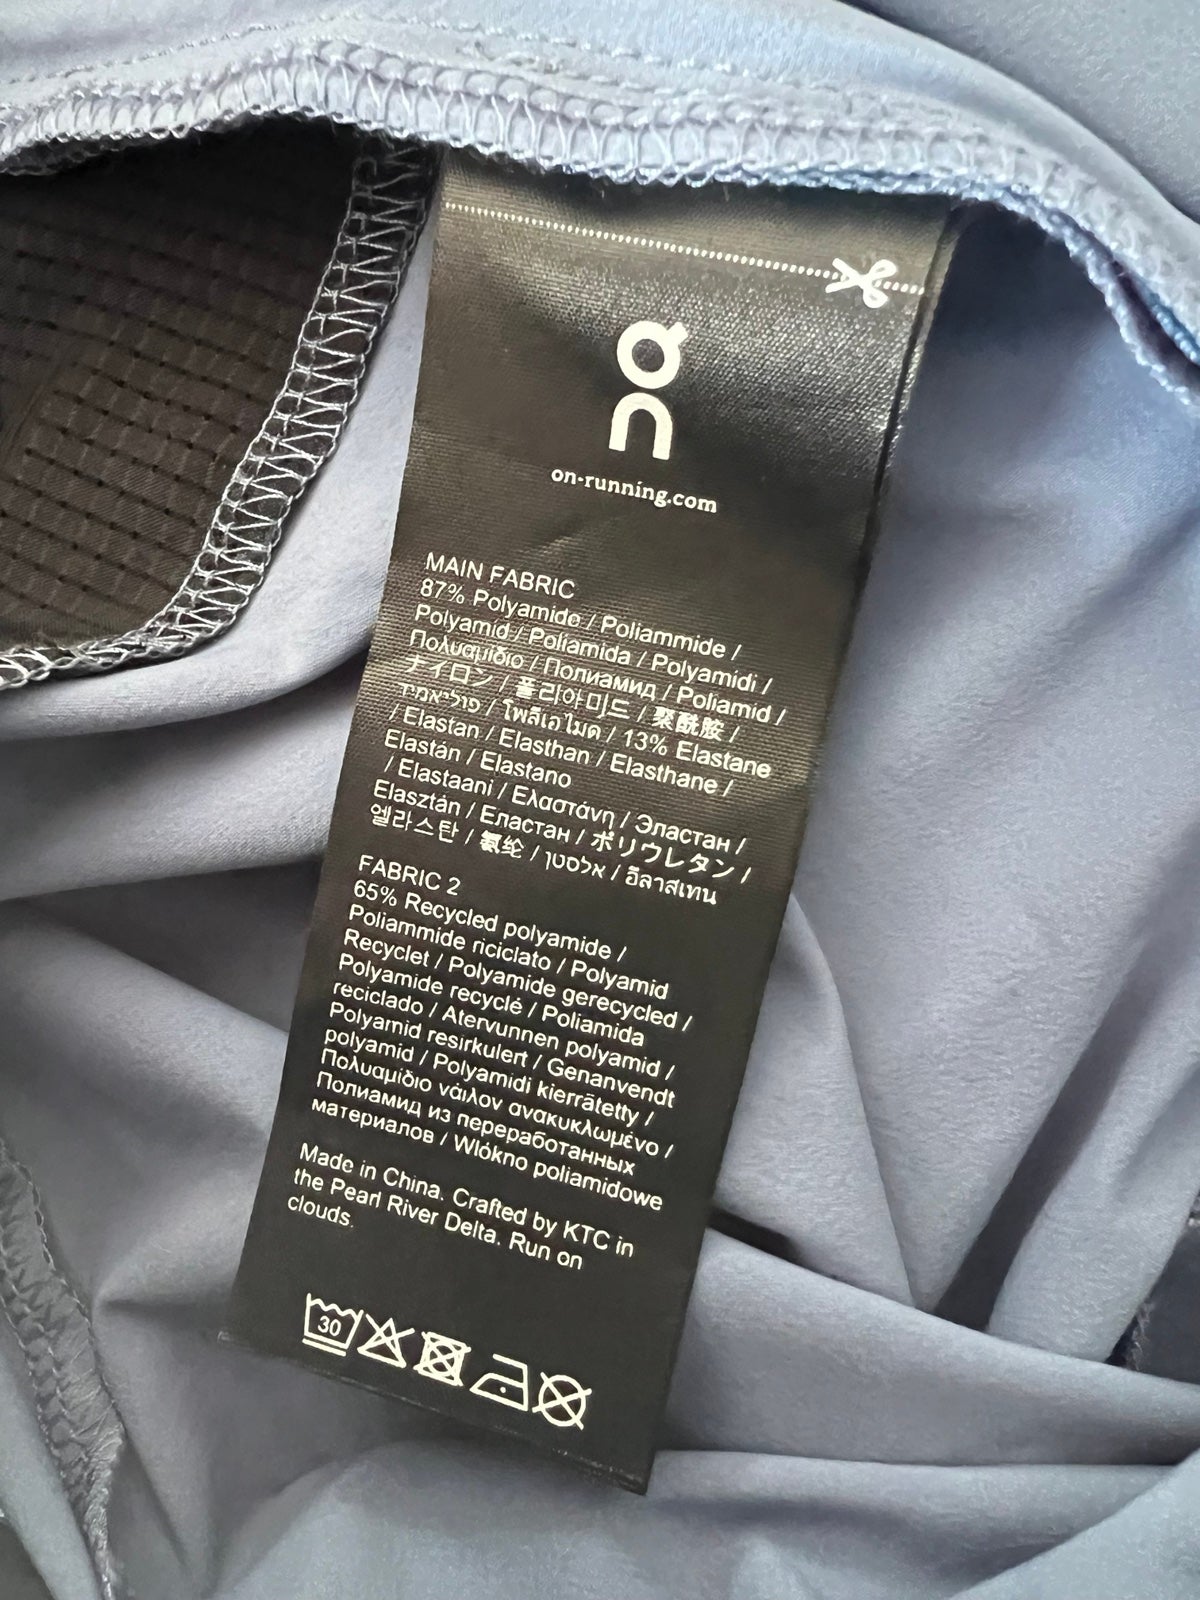 on
on-running.com
MAIN FABRIC
87% Polyamide / Poliammide /
Polyamid / Poliamida / Polyamidi /
Πολυαμίδιο / Полиамид / Poliamid /
ナイロン / 폴리아미드 / 聚酰胺 /
פוליאמיד / โพลีเอไมด / 13% Elastane
/ Elastan / Elasthan / Elasthane /
Elastán / Elastano
/ Elastaani / Ελαστάνη / Эластан /
Elasztán / Еластан / ポリウレタン /
엘라스탄 / 氨纶 / אלסטן / อีลาสเทน
FABRIC 2
65% Recycled polyamide /
Poliammide riciclato / Polyamid
Recyclet / Polyamide gerecycled /
Polyamide recyclé / Poliamida
reciclado / Atervunnen polyamid /
Polyamid resirkulert / Genanvendt
polyamid / Polyamidi kierrätetty /
Πολυαμίδιο νάιλον ανακυκλωμένο /
Полиамид из переработанных
материалов / Wlókno poliamidowe
Made in China. Crafted by KTC in
the Pearl River Delta. Run on
clouds.
30